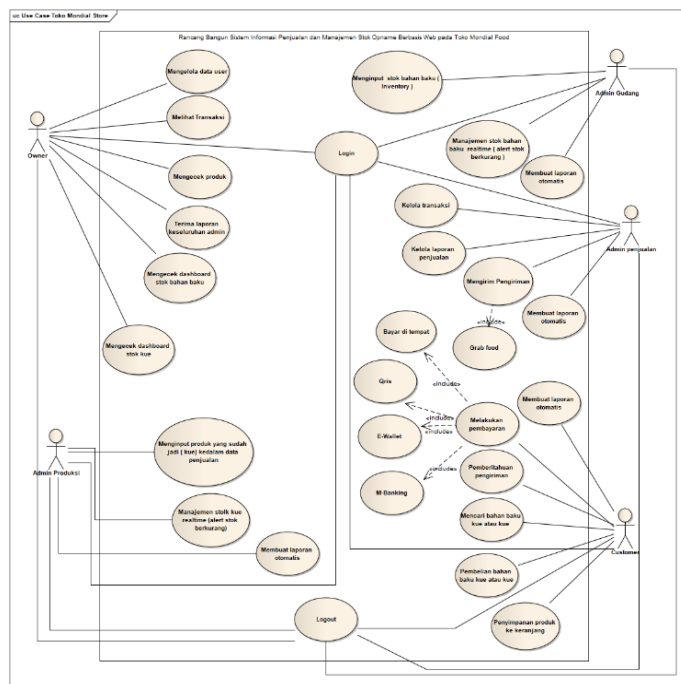 uc Use Case Toko Mondial Store
Rancang Bangun Sistem Informasi Penjualan dan Manajemen Stok Opname Berbasis Web pada Toko Mondial Food
Mengelola data user
Melihat Transaksi
Mengecek produk
Terima laporan
keseluruhan admin
Mengecek dashboard
stok bahan baku
Mengecek dashboard
stok kue
Owner
Login
Menginput stok bahan baku (
Inventory )
Admin Gudang
Manajemen stok bahan
baku realtime ( alert stok
berkurang )
Membuat laporan
otomatis
Kelola transaksi
Kelola laporan
penjualan
Mengirim Pengiriman
Admin penjualan
Membuat laporan
otomatis
«include»
Grab food
Bayar di tempat
Qris
E-Wallet
M-Banking
«include»
«include»
«include»
«include»
Melakukan
pembayaran
Membuat laporan
otomatis
Pemberitahuan
pengiriman
Mencari bahan baku
kue atau kue
Pembelian bahan
baku kue atau kue
Penyimpanan produk
ke keranjang
Customer
Admin Produksi
Menginput produk yang sudah
jadi ( kue) kedalam data
penjualan
Manajemen stolk kue
realtime (alert stok
berkurang)
Membuat laporan
otomatis
Logout